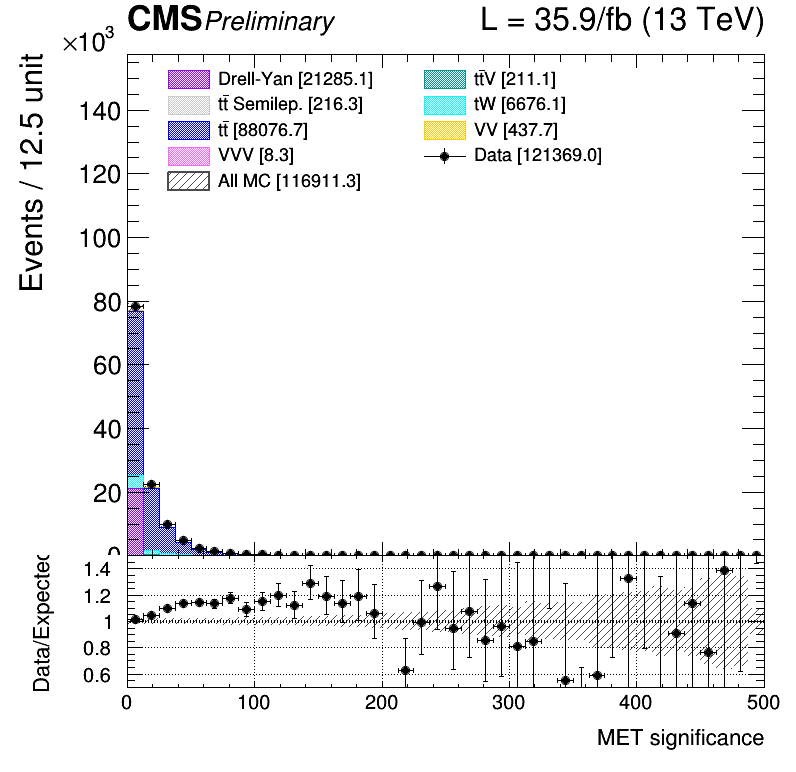 CMS Preliminary L = 35.9/fb (13 TeV)
×10³
Events / 12.5 unit
Drell-Yan [21285.1]
tt̄ Semilep. [216.3]
tt̄ [88076.7]
VVV [8.3]
All MC [116911.3]
tt̄V [211.1]
tW [6676.1]
VV [437.7]
Data [121369.0]
140
120
100
80
60
40
20
0
Data/Expected
1.4
1.2
1
0.8
0.6
0 100 200 300 400 500
MET significance